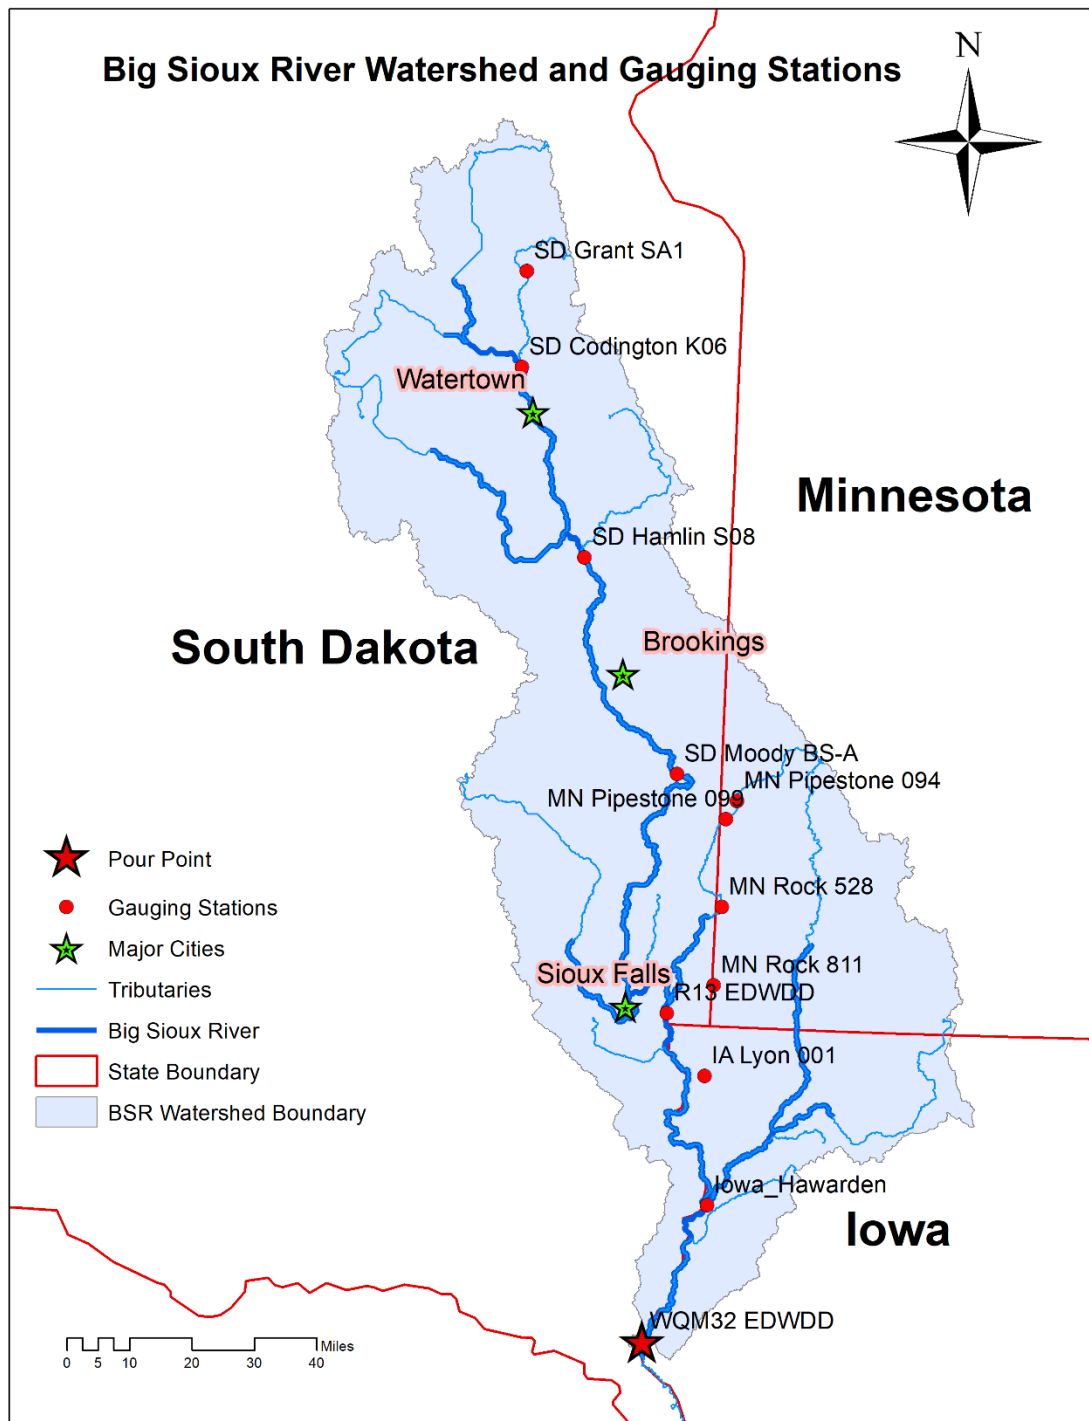 Big Sioux River Watershed and Gauging Stations
N
SD Grant SA1
SD Codington K06
Watertown
Minnesota
SD Hamlin S08
South Dakota
Brookings
SD Moody BS-A
MN Pipestone 094
MN Pipestone 099
MN Rock 528
Pour Point
Gauging Stations
Major Cities
Tributaries
Big Sioux River
State Boundary
BSR Watershed Boundary
Sioux Falls
MN Rock 811
R13 EDWDD
IA Lyon 001
Iowa_Hawarden
Iowa
WQM32 EDWDD
Miles
0 5 10 20 30 40